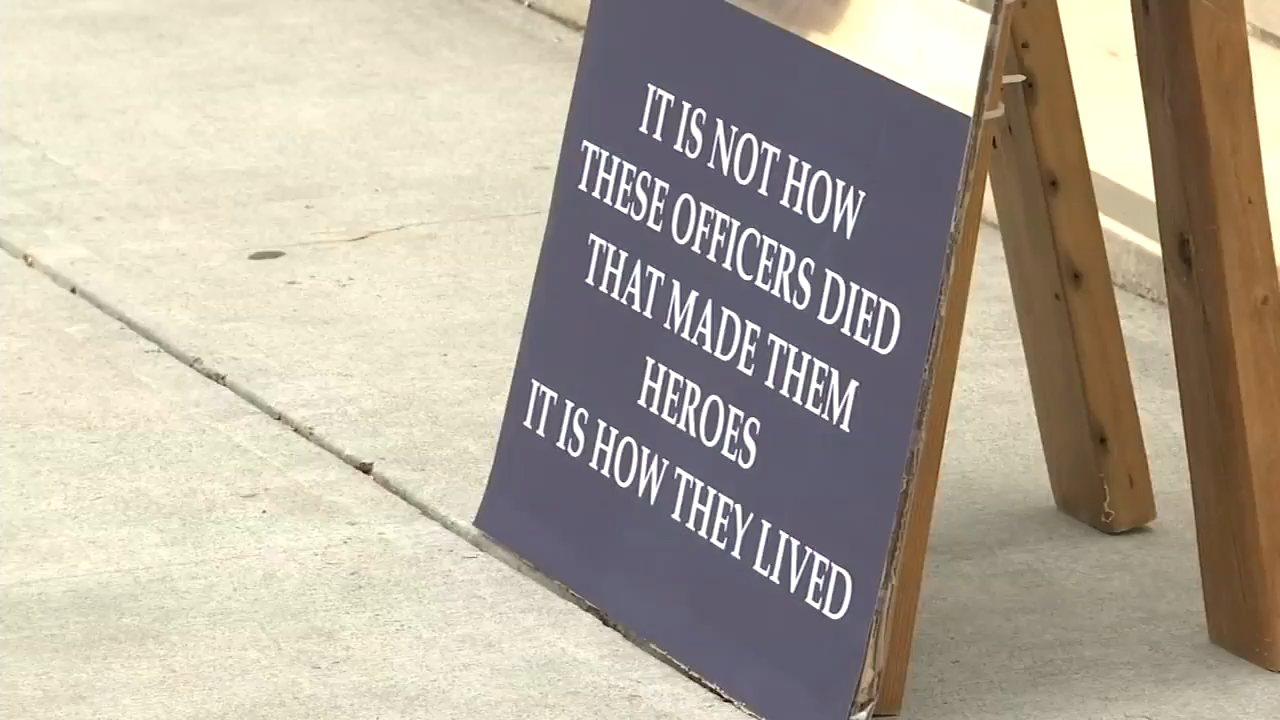 IT IS NOT HOW
THESE OFFICERS DIED
THAT MADE THEM
HEROES
IT IS HOW THEY LIVED